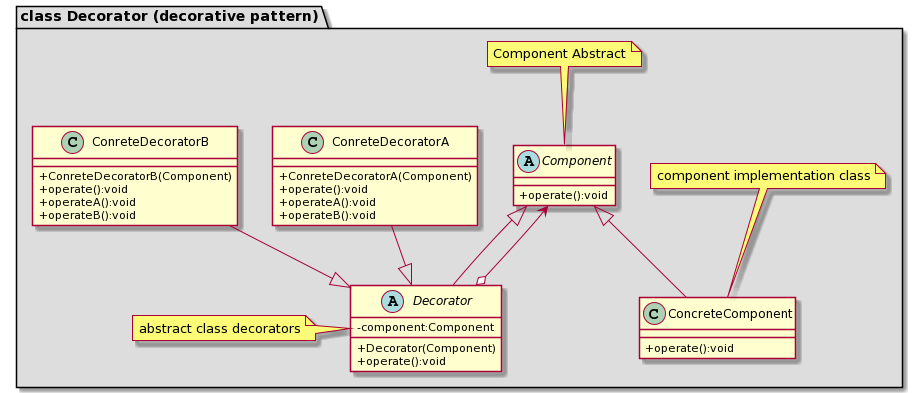 class Decorator (decorative pattern)
Component Abstract
C ConreteDecoratorB
+ConreteDecoratorB(Component)
+operate():void
+operateA():void
+operateB():void
C ConreteDecoratorA
+ConreteDecoratorA(Component)
+operate():void
+operateA():void
+operateB():void
A Component
+operate():void
component implementation class
abstract class decorators
A Decorator
-component:Component
+Decorator(Component)
+operate():void
C ConcreteComponent
+operate():void